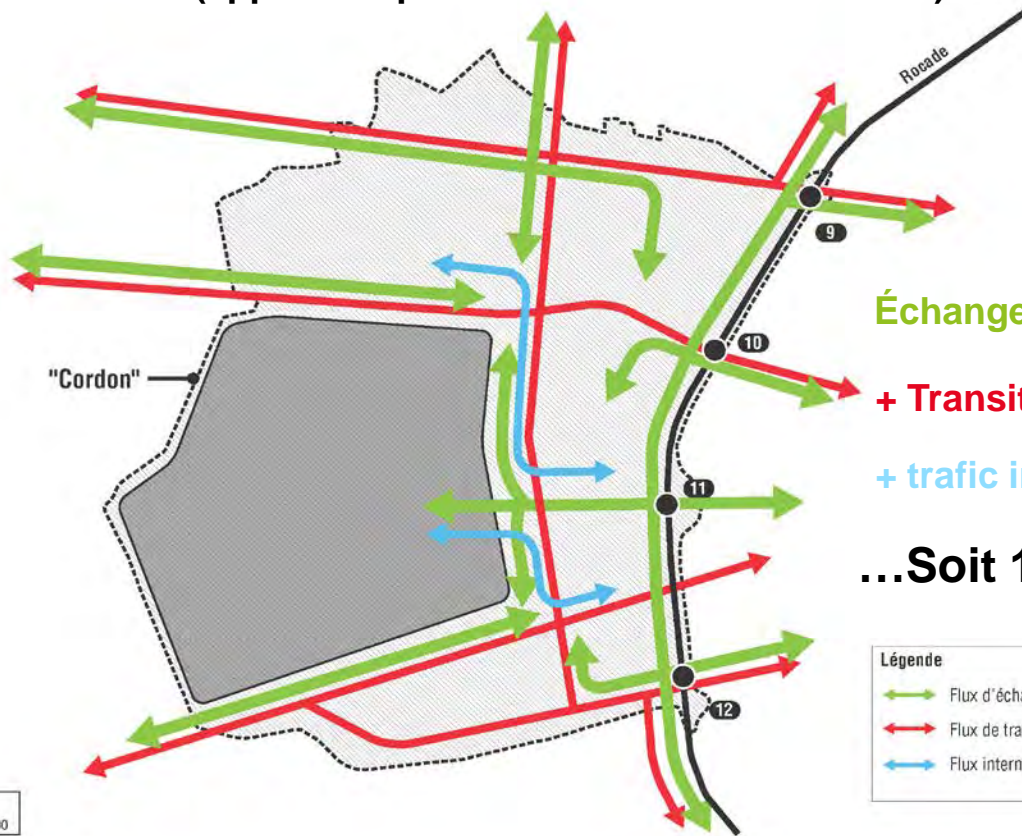 Rocade
9
Échange
10
"Cordon"
+ Transit
+ trafic in
11
...Soit 1
Légende
Flux d'écha
Flux de tra
12
Flux intern